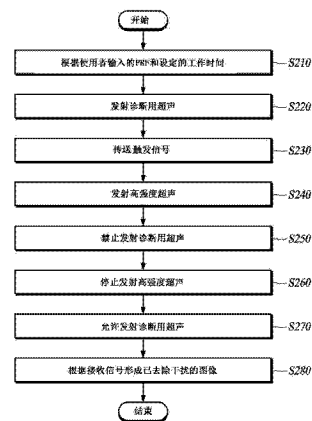 开始
根据使用者输入的PRF和设定的工作时间
S210
发射诊断用超声
S220
传送触发信号
S230
发射高强度超声
S240
禁止发射诊断用超声
S250
停止发射高强度超声
S260
允许发射诊断用超声
S270
根据接收信号形成已去除干扰的图像
S280
结束